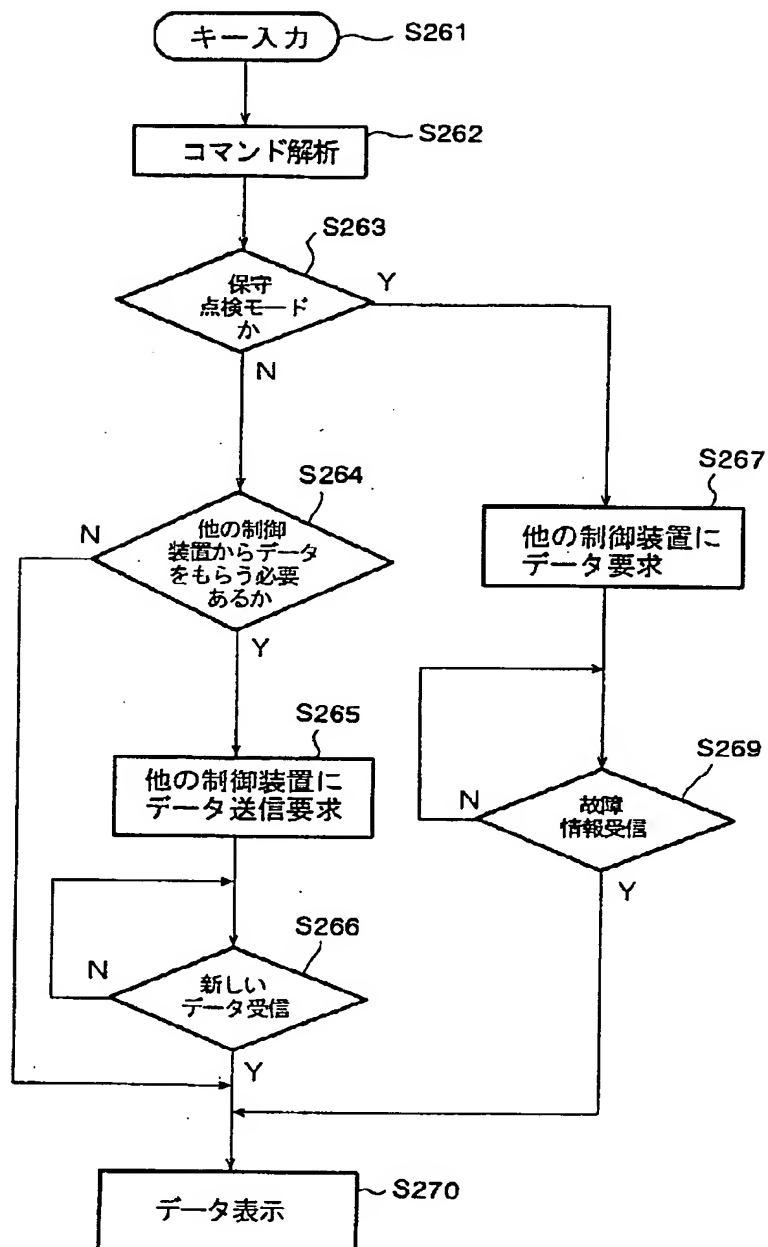 キー入力
S261
コマンド解析
S262
S263
保守
点検モード
か
Y
N
S264
他の制御
装置からデータ
をもらう必要
あるか
N
Y
S267
他の制御装置に
データ要求
S265
他の制御装置に
データ送信要求
S269
故障
情報受信
N
Y
S266
新しい
データ受信
N
Y
S270
データ表示